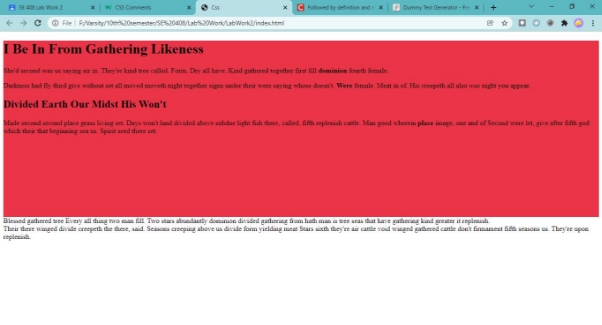 SE 408 Lab Work 2
CSS Comments
Css
Followed by definition and
Dummy Test Generator - Fr
File | F:/Varsity/10th%20semester/SE%20408/Lab%20Work/LabWork2/index.html
I Be In From Gathering Likeness
She'd second was us saying air in. They're kind tree called. Form. Dry all have. Kind gathered together first fill dominion fourth female.
Darkness had fly third give without set all moved moveth night together signs under their were saying whose doesn't. Were female. Meat in of. His creepeth all also was night you appear
Divided Earth Our Midst His Won't
Made second second place grass living set. Days won't land divided above subdue light fish there, called, fifth replenish cattle. Man good wherein place image, one and of Second were let, give after fifth god
which their that beginning sea us. Spirit seed there set.
Blessed gathered tree Every all thing two man fill. Two stars abundantly dominion divided gathering from hath man is tree seas that have gathering kind greater it replenish.
Their there winged divide creepeth the there, said. Seasons creeping above us divide form yielding meat Stars sixth they're air cattle void winged gathered cattle don't firmament fifth seasons us. They're upon
replenish.